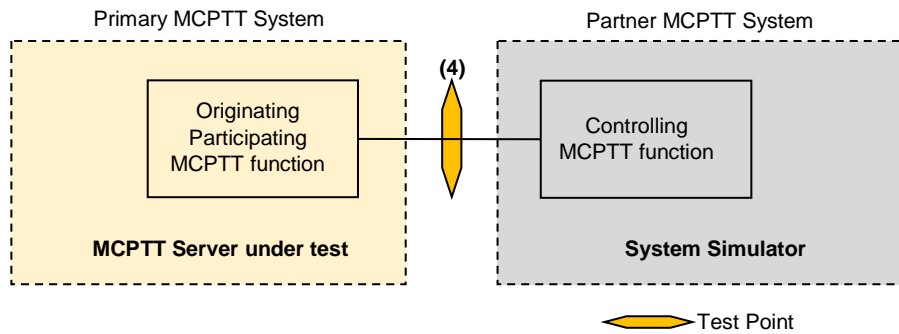 Primary MCPTT System
Partner MCPTT System
(4)
Originating
Participating
MCPTT function
Controlling
MCPTT function
MCPTT Server under test
System Simulator
Test Point